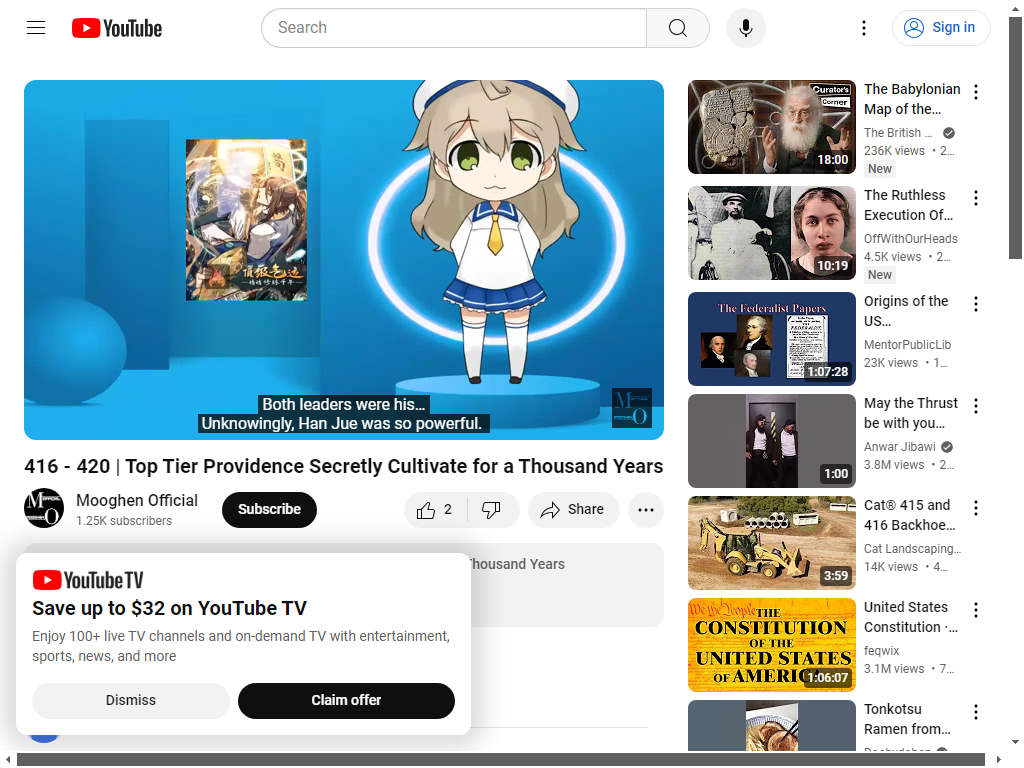 YouTube
Search
Sign in
Both leaders were his...
Unknowingly, Han Jue was so powerful.
416 - 420 | Top Tier Providence Secretly Cultivate for a Thousand Years
Mooghen Official
1.25K subscribers
Subscribe
2
Share
Thousand Years
YouTube TV
Save up to $32 on YouTube TV
Enjoy 100+ live TV channels and on-demand TV with entertainment,
sports, news, and more
Dismiss
Claim offer
Curator's
Corner
18:00
The Babylonian
Map of the...
The British ...
236K views • 2...
New
10:19
The Ruthless
Execution Of...
OffWithOurHeads
4.5K views • 2...
New
The Federalist Papers
1:07:28
Origins of the
US...
MentorPublicLib
23K views • 1...
1:00
May the Thrust
be with you...
Anwar Jibawi
3.8M views • 2...
3:59
Cat® 415 and
416 Backhoe...
Cat Landscaping...
14K views • 4...
We the People THE
CONSTITUTION
OF THE
UNITED STATES
OF AMERICA
1:06:07
United States
Constitution ·...
feqwix
3.1M views • 7...
Tonkotsu
Ramen from...